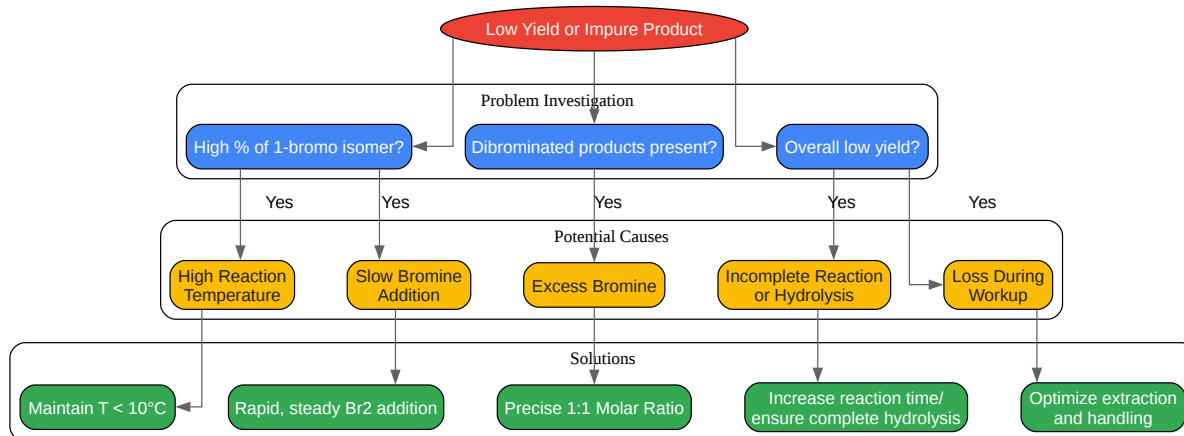 Low Yield or Impure Product
Problem Investigation
High % of 1-bromo isomer?
Dibrominated products present?
Overall low yield?
Yes
Yes
Yes
Yes
Yes
Potential Causes
High Reaction
Temperature
Slow Bromine
Addition
Excess Bromine
Incomplete Reaction
or Hydrolysis
Loss During
Workup
Solutions
Maintain T < 10°C
Rapid, steady Br2 addition
Precise 1:1 Molar Ratio
Increase reaction time/
ensure complete hydrolysis
Optimize extraction
and handling